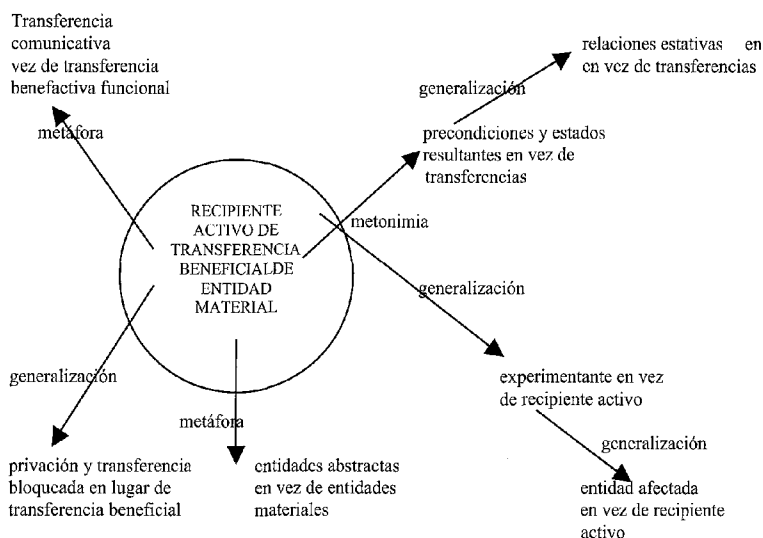 Transferencia
comunicativa
vez de transferencia
benefactiva funcional
metáfora
relaciones estativas en
en vez de transferencias
generalización
precondiciones y estados
resultantes en vez de
transferencias
metonimia
RECIPIENTE
ACTIVO DE
TRANSFERENCIA
BENEFICIALDE
ENTIDAD
MATERIAL
generalización
experimentante en vez
de recipiente activo
generalización
entidad afectada
en vez de recipiente
activo
generalización
privación y transferencia
bloqueada en lugar de
transferencia beneficial
metáfora
entidades abstractas
en vez de entidades
materiales